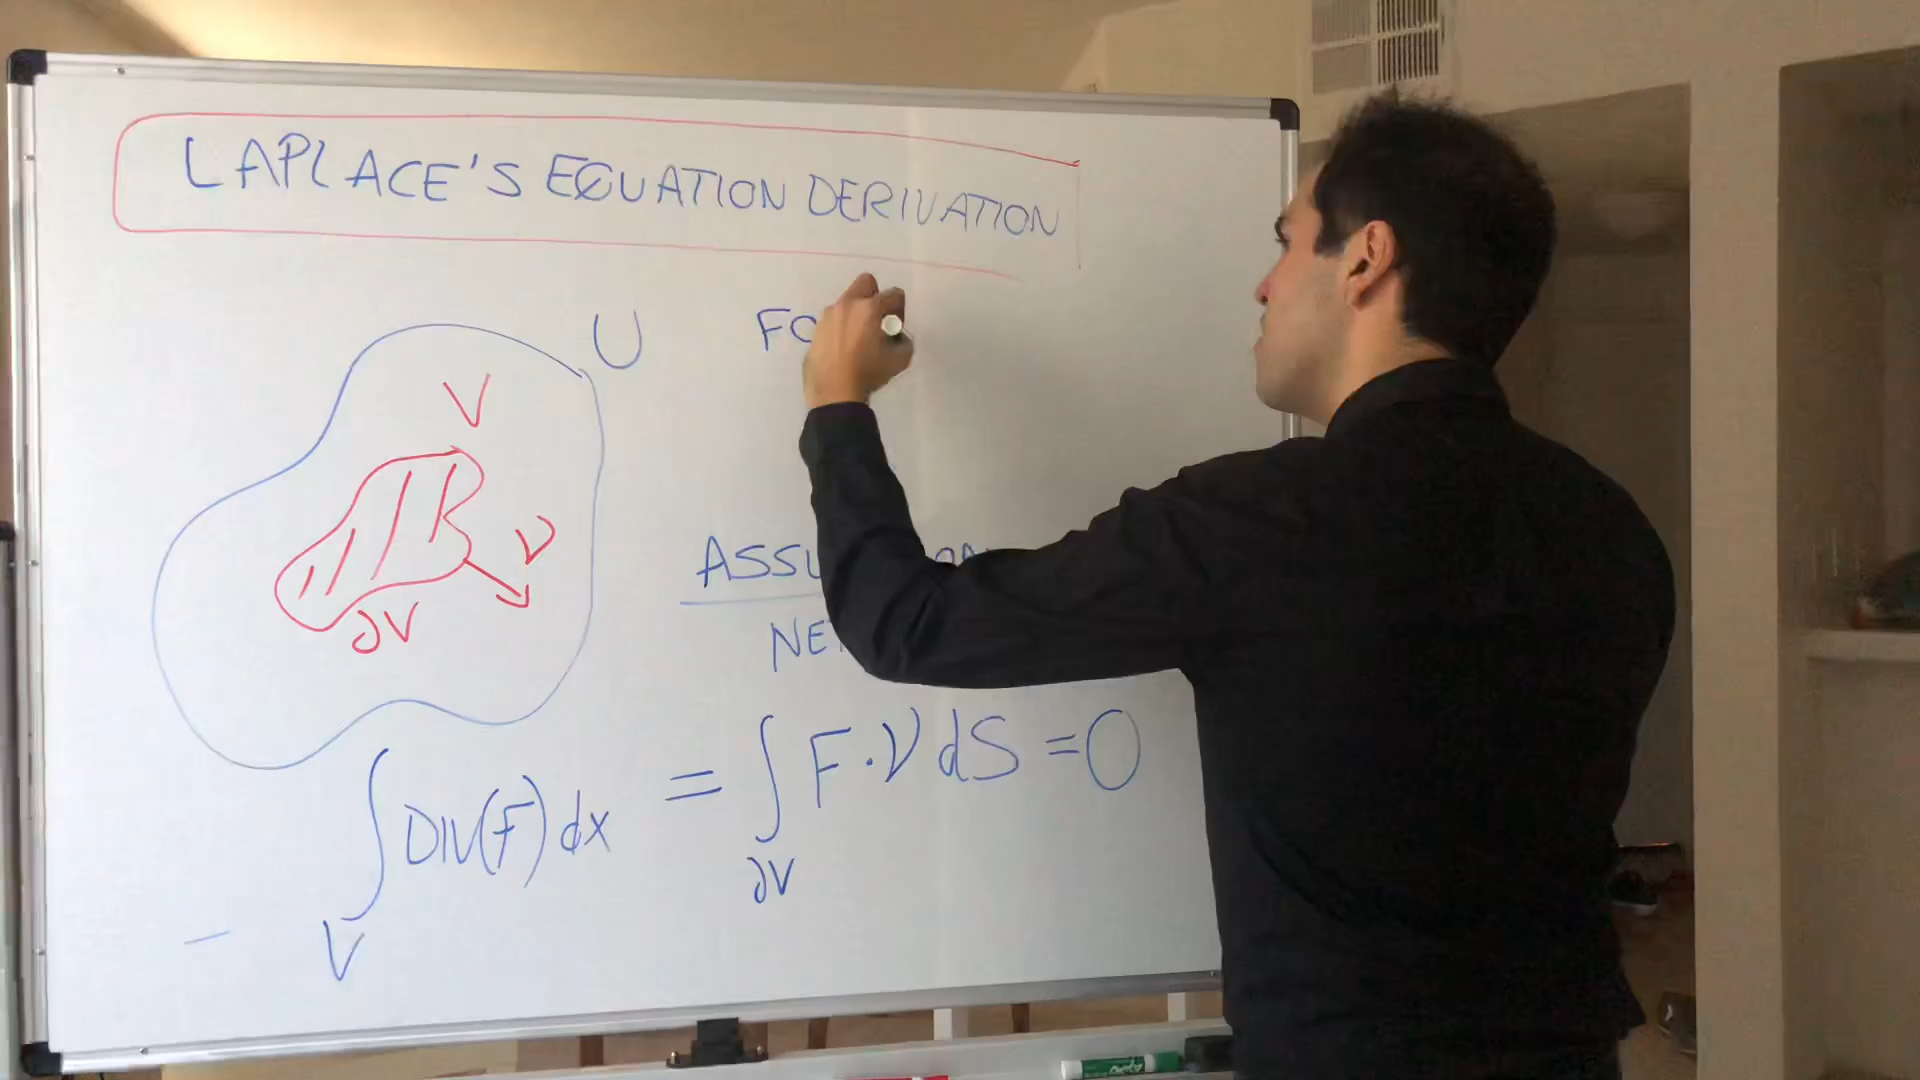 LAPLACE'S EQUATION DERIVATION
U
V
ν
∂V
∫ DIV(F) dx = ∫ F·ν dS = 0
V ∂V